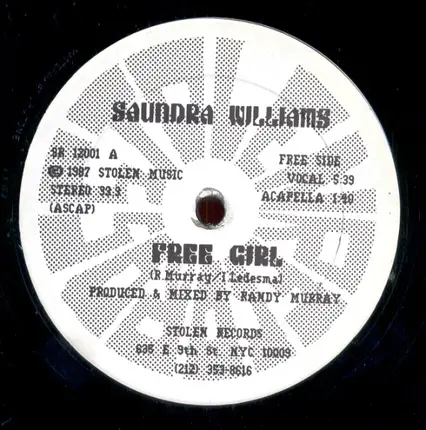 SAUNDRA WILLIAMS
SR 12001 A
℗ 1987 STOLEN MUSIC
STEREO 33.3
(ASCAP)
FREE SIDE
VOCAL 5.39
ACAPELLA 1.40
FREE GIRL
(R.Murray/I Ledesma)
PRODUCED & MIXED BY RANDY MURRAY
STOLEN RECORDS
635 E 9th St. NYC 10009
(212) 353-8616